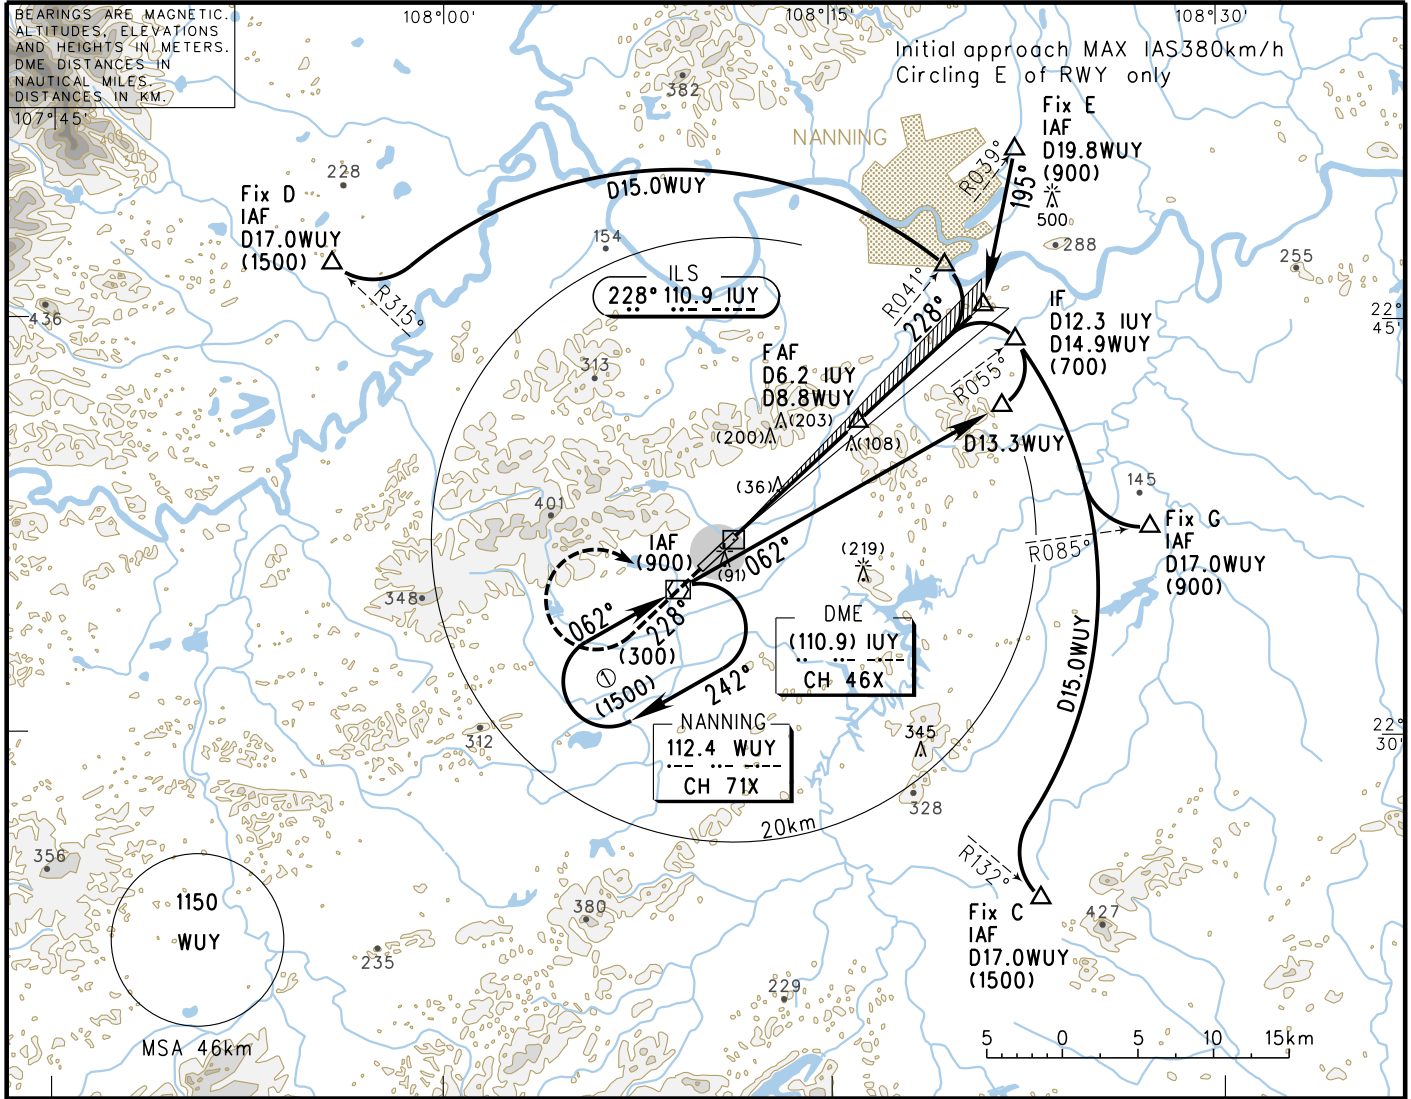 BEARINGS ARE MAGNETIC.
ALTITUDES, ELEVATIONS
AND HEIGHTS IN METERS.
DME DISTANCES IN
NAUTICAL MILES.
DISTANCES IN KM.
107°45'
108°00'
108°15'
108°30'
Initial approach MAX IAS380km/h
Circling E of RWY only
382
NANNING
Fix E
IAF
D19.8WUY
(900)
R039°
195°
500
288
255
228
Fix D
IAF
D17.0WUY
(1500)
R315°
D15.0WUY
154
ILS
228° 110.9 IUY
R041°
228°
IF
D12.3 IUY
D14.9WUY
(700)
22°
45'
436
313
FAF
D6.2 IUY
D8.8WUY
R055°
(203)
(200)
(108)
D13.3WUY
(36)
145
401
Fix G
IAF
D17.0WUY
(900)
R085°
IAF
(900)
062°
(91)
(219)
348
062°
228°
(300)
DME
(110.9) IUY
CH 46X
1
(1500)
242°
D15.0WUY
NANNING
112.4 WUY
CH 71X
312
345
22°
30'
328
20km
R132°
356
1150
WUY
MSA 46km
380
235
229
427
Fix C
IAF
D17.0WUY
(1500)
5 0 5 10 15km